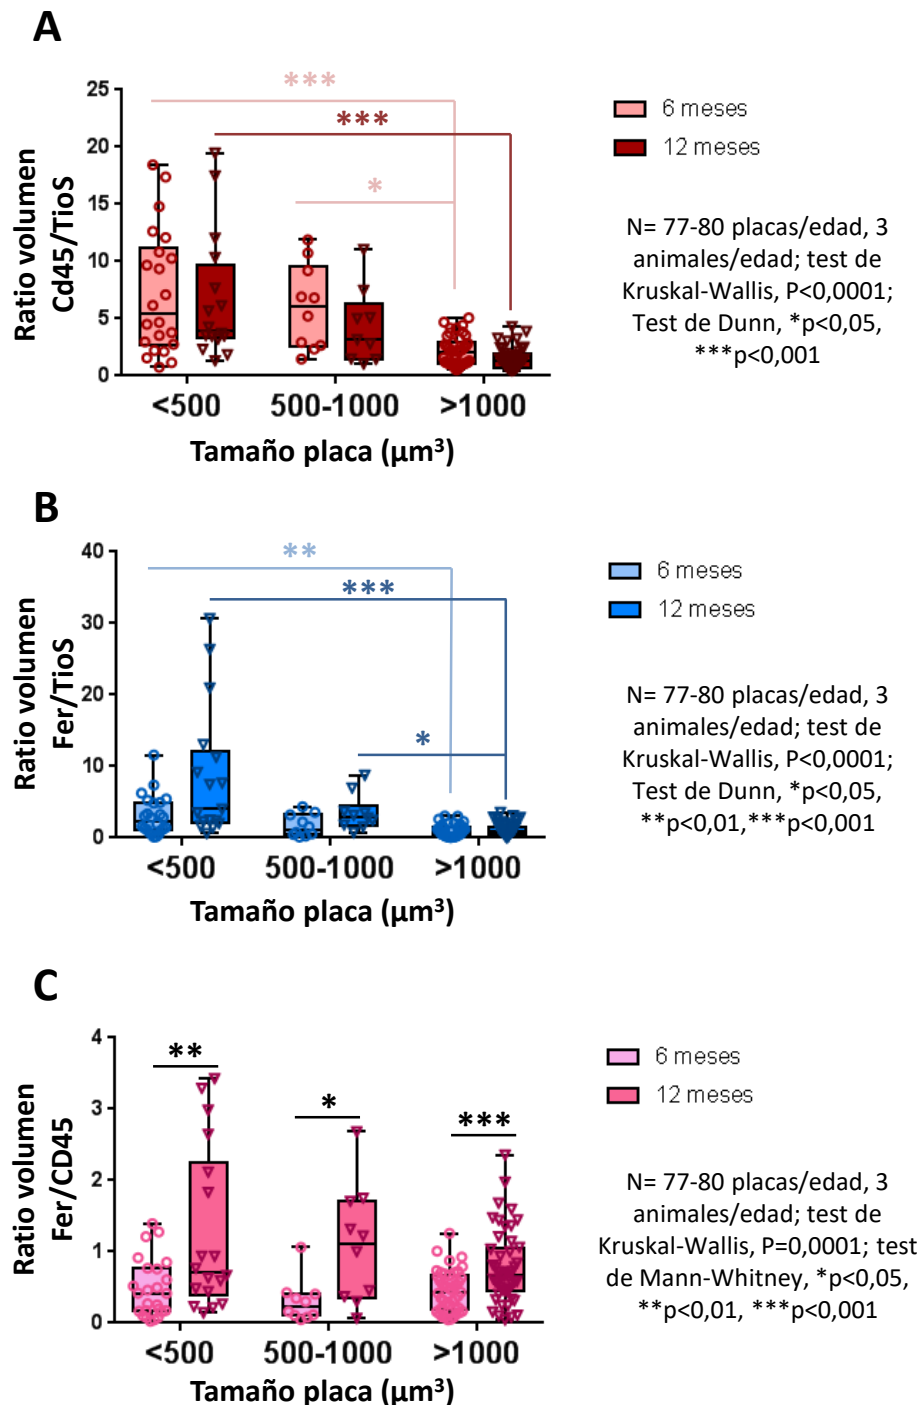 A
***
25
6 meses
***
12 meses
20
*
15
Ratio volumen
Cd45/TioS
N= 77-80 placas/edad, 3
animales/edad; test de
Kruskal-Wallis, P<0,0001;
Test de Dunn, *p<0,05,
***p<0,001
10
5
0
<500
500-1000
>1000
Tamaño placa (µm³)
B
**
40
6 meses
***
12 meses
30
Ratio volumen
Fer/TioS
20
*
N= 77-80 placas/edad, 3
animales/edad; test de
Kruskal-Wallis, P<0,0001;
Test de Dunn, *p<0,05,
**p<0,01,***p<0,001
10
0
<500
500-1000
>1000
Tamaño placa (µm³)
C
4
**
6 meses
12 meses
3
*
***
Ratio volumen
Fer/CD45
2
N= 77-80 placas/edad, 3
animales/edad; test de
Kruskal-Wallis, P=0,0001; test
de Mann-Whitney, *p<0,05,
**p<0,01, ***p<0,001
1
0
<500
500-1000
>1000
Tamaño placa (µm³)